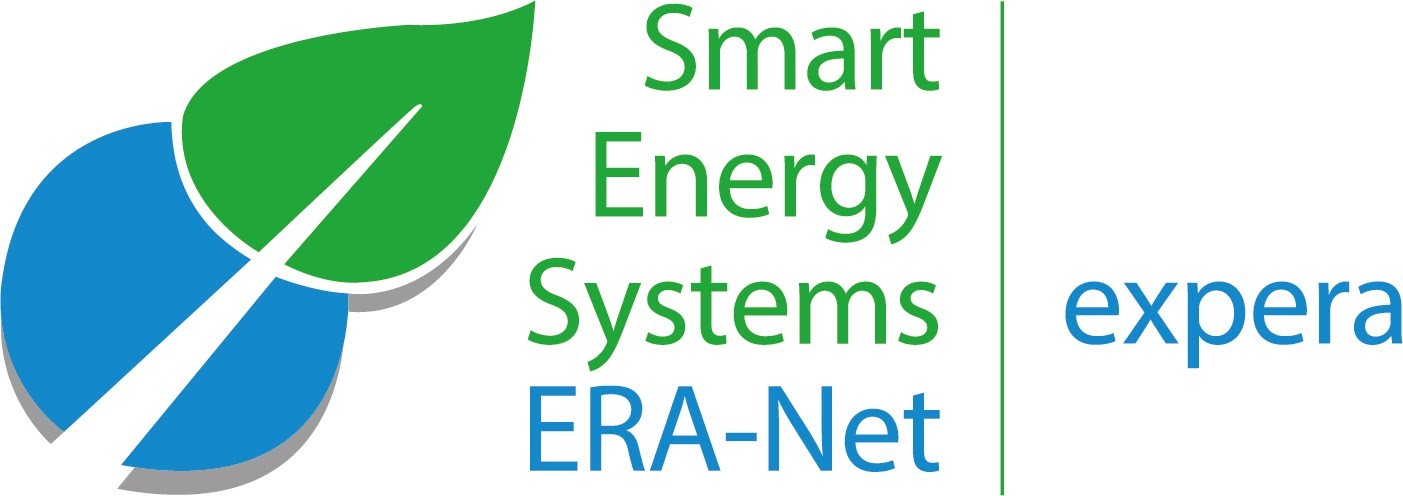 Smart
Energy
Systems
ERA-Net
expera